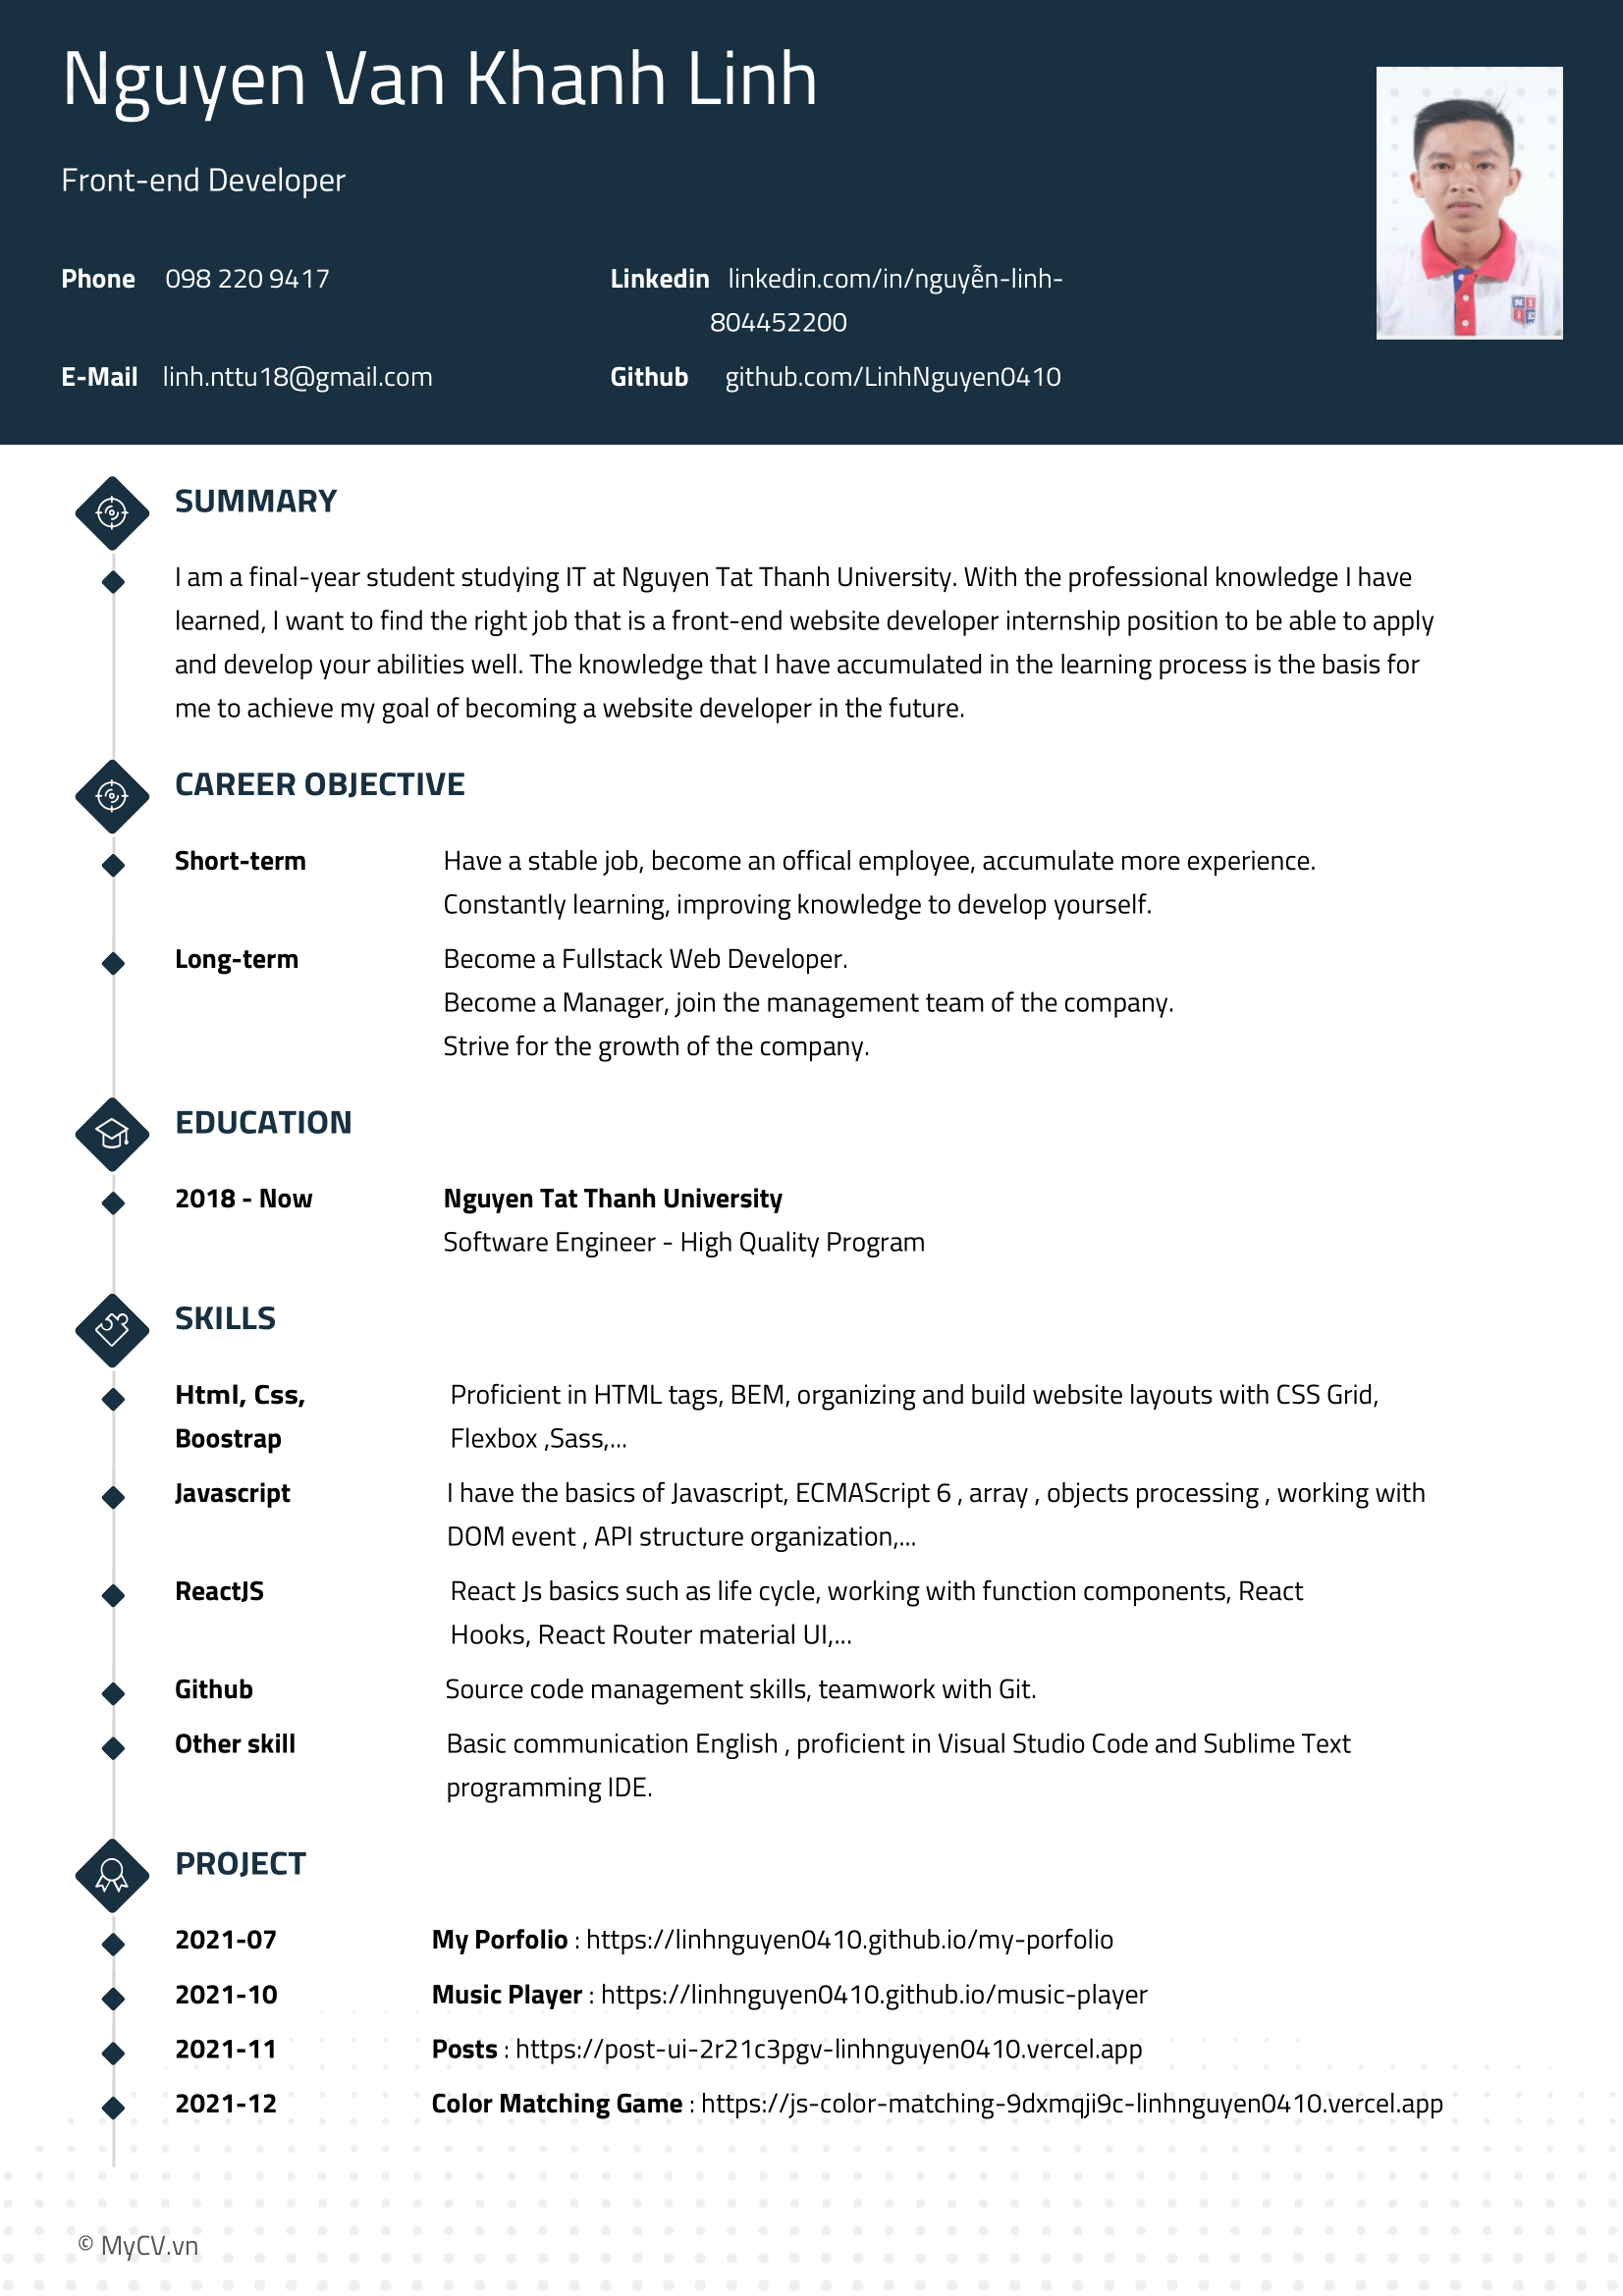 Nguyen Van Khanh Linh
Front-end Developer
Phone 098 220 9417
Linkedin linkedin.com/in/nguyễn-linh-
804452200
E-Mail linh.nttu18@gmail.com
Github github.com/LinhNguyen0410
SUMMARY
I am a final-year student studying IT at Nguyen Tat Thanh University. With the professional knowledge I have
learned, I want to find the right job that is a front-end website developer internship position to be able to apply
and develop your abilities well. The knowledge that I have accumulated in the learning process is the basis for
me to achieve my goal of becoming a website developer in the future.
CAREER OBJECTIVE
Short-term Have a stable job, become an offical employee, accumulate more experience.
Constantly learning, improving knowledge to develop yourself.
Long-term Become a Fullstack Web Developer.
Become a Manager, join the management team of the company.
Strive for the growth of the company.
EDUCATION
2018 - Now Nguyen Tat Thanh University
Software Engineer - High Quality Program
SKILLS
Html, Css, Proficient in HTML tags, BEM, organizing and build website layouts with CSS Grid,
Boostrap Flexbox ,Sass,...
Javascript I have the basics of Javascript, ECMAScript 6 , array , objects processing , working with
DOM event , API structure organization,...
ReactJS React Js basics such as life cycle, working with function components, React
Hooks, React Router material UI,...
Github Source code management skills, teamwork with Git.
Other skill Basic communication English , proficient in Visual Studio Code and Sublime Text
programming IDE.
PROJECT
2021-07 My Porfolio : https://linhnguyen0410.github.io/my-porfolio
2021-10 Music Player : https://linhnguyen0410.github.io/music-player
2021-11 Posts : https://post-ui-2r21c3pgv-linhnguyen0410.vercel.app
2021-12 Color Matching Game : https://js-color-matching-9dxmqji9c-linhnguyen0410.vercel.app
© MyCV.vn